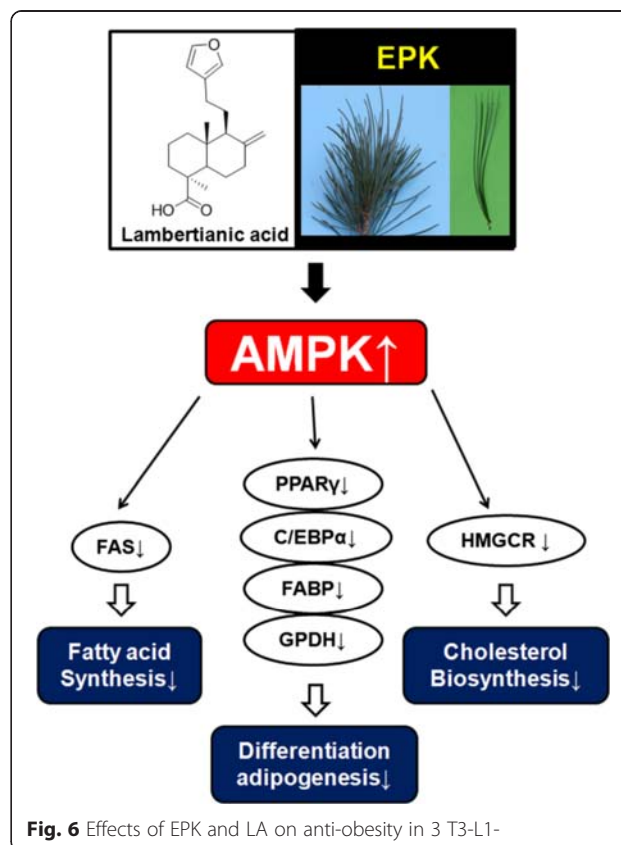 EPK
O
HO
O
Lambertianic acid
AMPK↑
PPARγ↓
C/EBPα↓
FABP↓
GPDH↓
FAS↓
HMGCR ↓
Fatty acid
Synthesis↓
Cholesterol
Biosynthesis↓
Differentiation
adipogenesis↓
Fig. 6 Effects of EPK and LA on anti-obesity in 3 T3-L1-